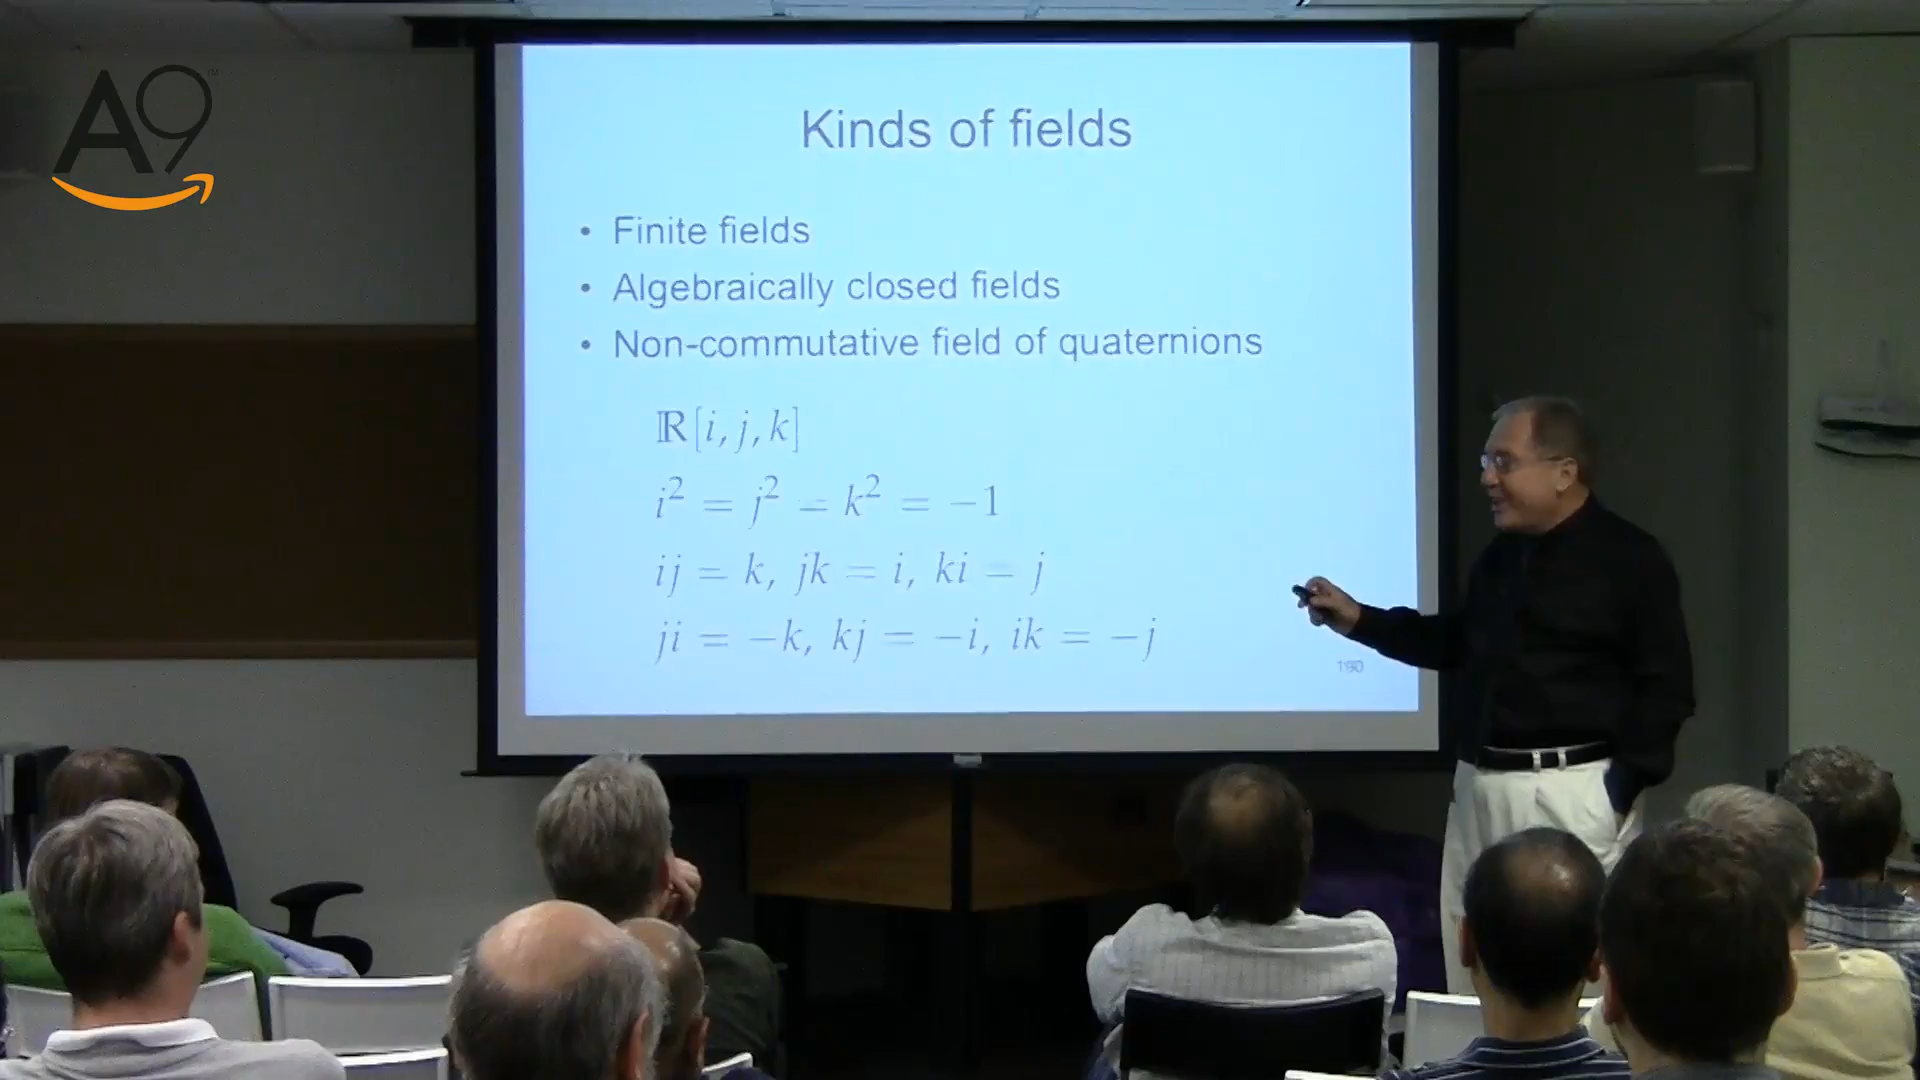 A9™
Kinds of fields
• Finite fields
• Algebraically closed fields
• Non-commutative field of quaternions
ℝ[i, j, k]
i² = j² = k² = −1
ij = k, jk = i, ki = j
ji = −k, kj = −i, ik = −j
190